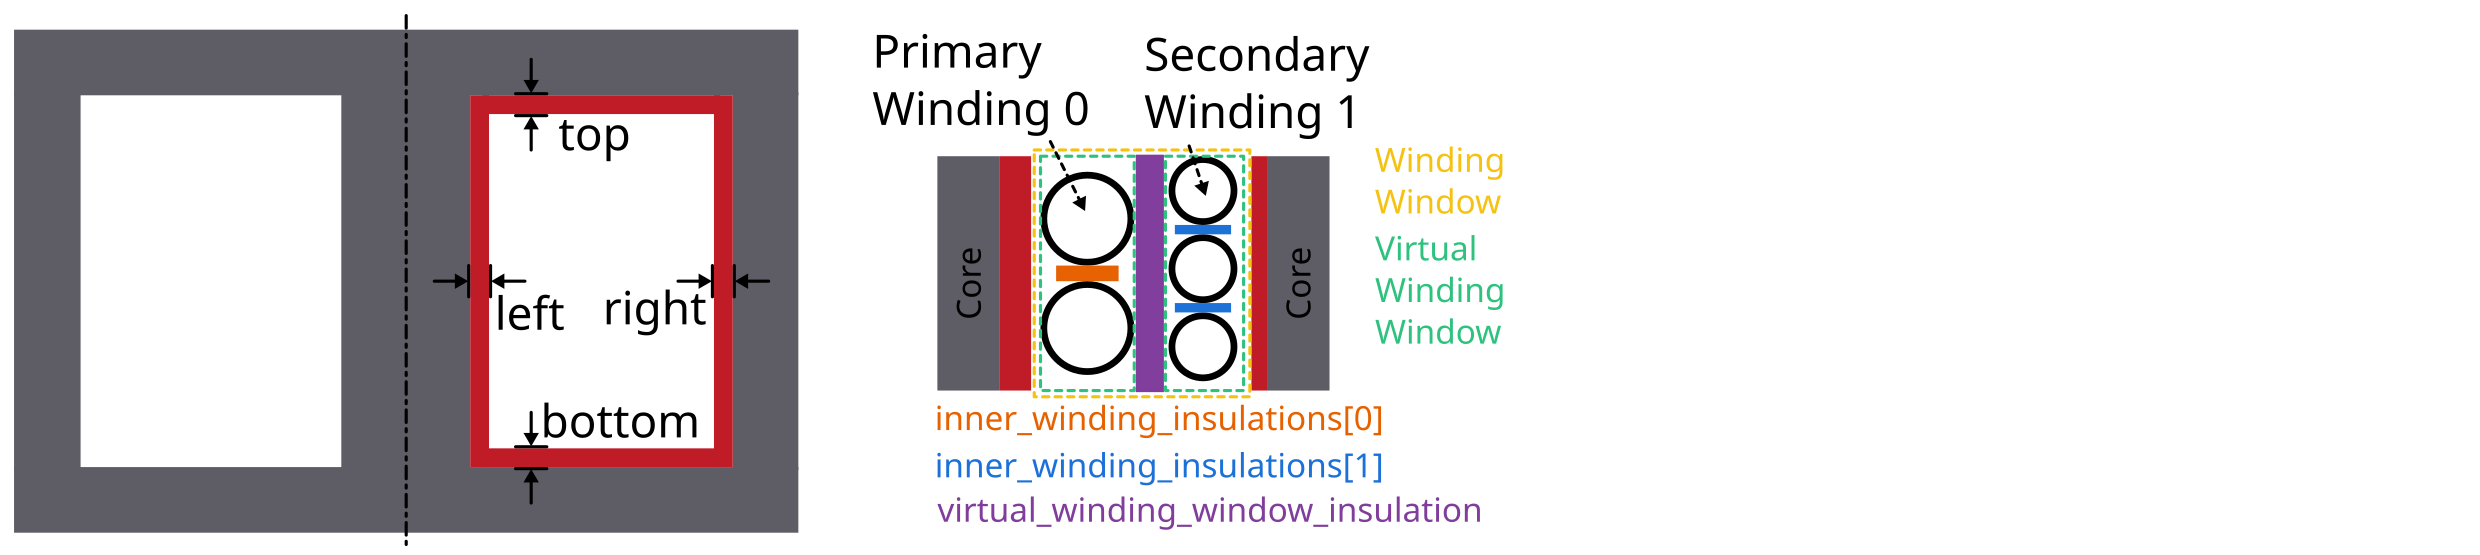 top
left
right
bottom
Primary
Winding 0
Secondary
Winding 1
Core
Core
Winding
Window
Virtual
Winding
Window
inner_winding_insulations[0]
inner_winding_insulations[1]
virtual_winding_window_insulation